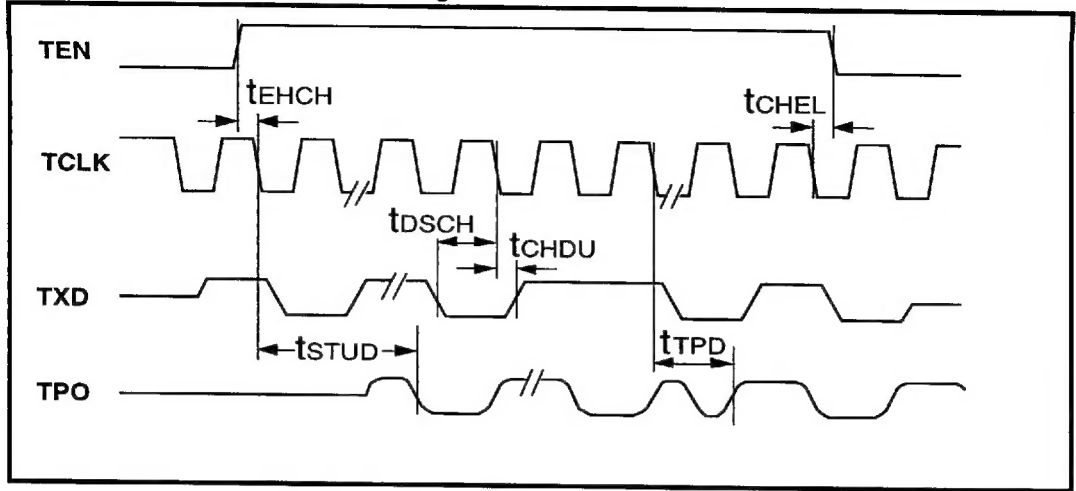 TEN
tEHCH
tCHEL
TCLK
tDSCH
tCHDU
TXD
tSTUD
tTPD
TPO